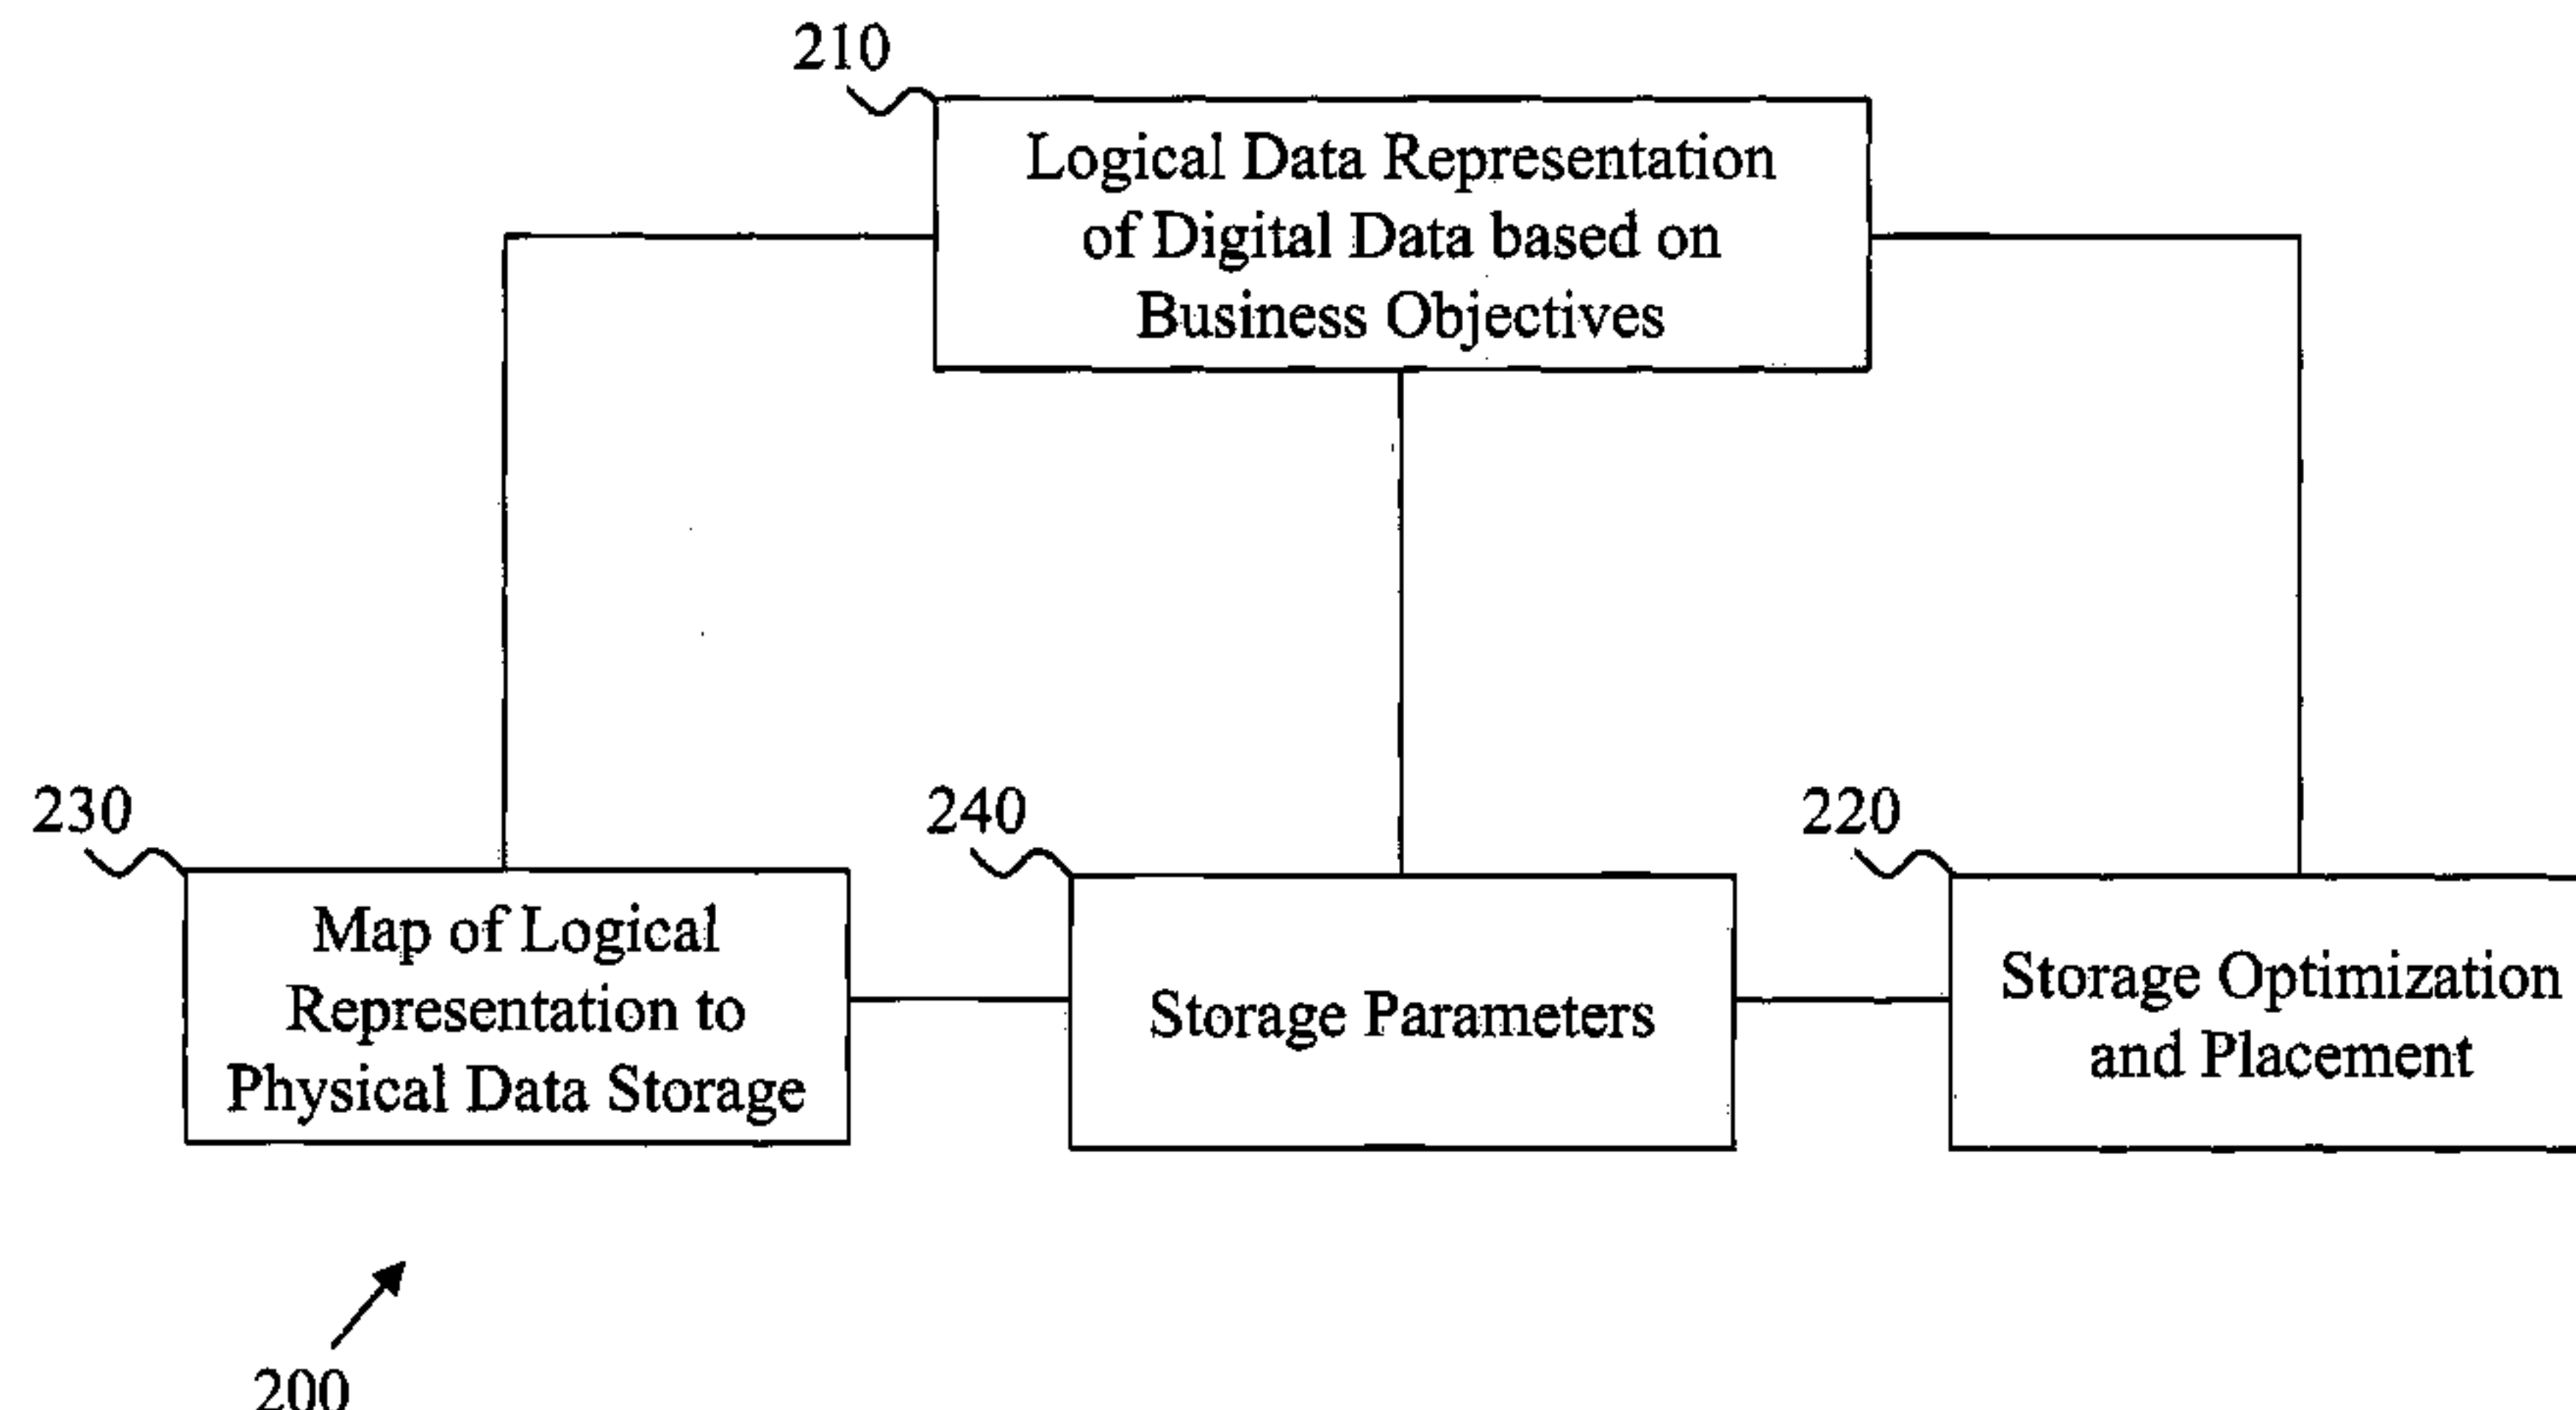 210
Logical Data Representation
of Digital Data based on
Business Objectives
230
240
220
Map of Logical
Representation to
Physical Data Storage
Storage Parameters
Storage Optimization
and Placement
200